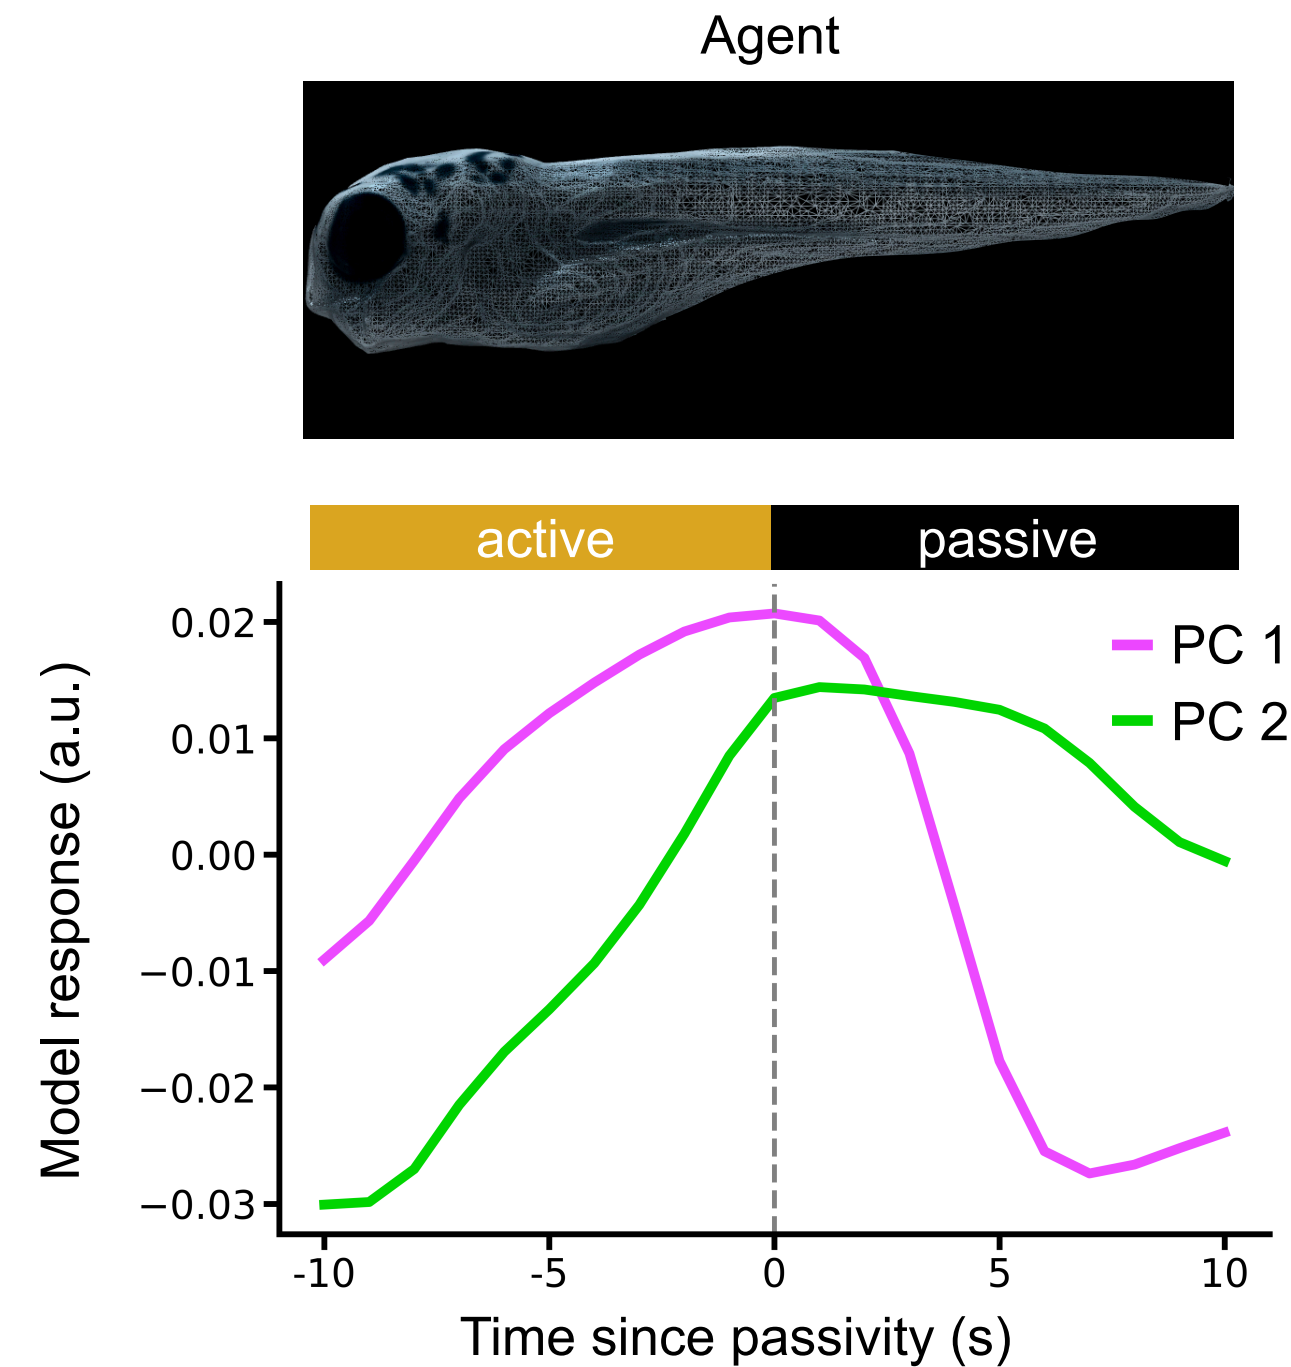 Agent
active passive
0.02
0.01
0.00
−0.01
−0.02
−0.03
Model response (a.u.)
PC 1
PC 2
-10 -5 0 5 10
Time since passivity (s)